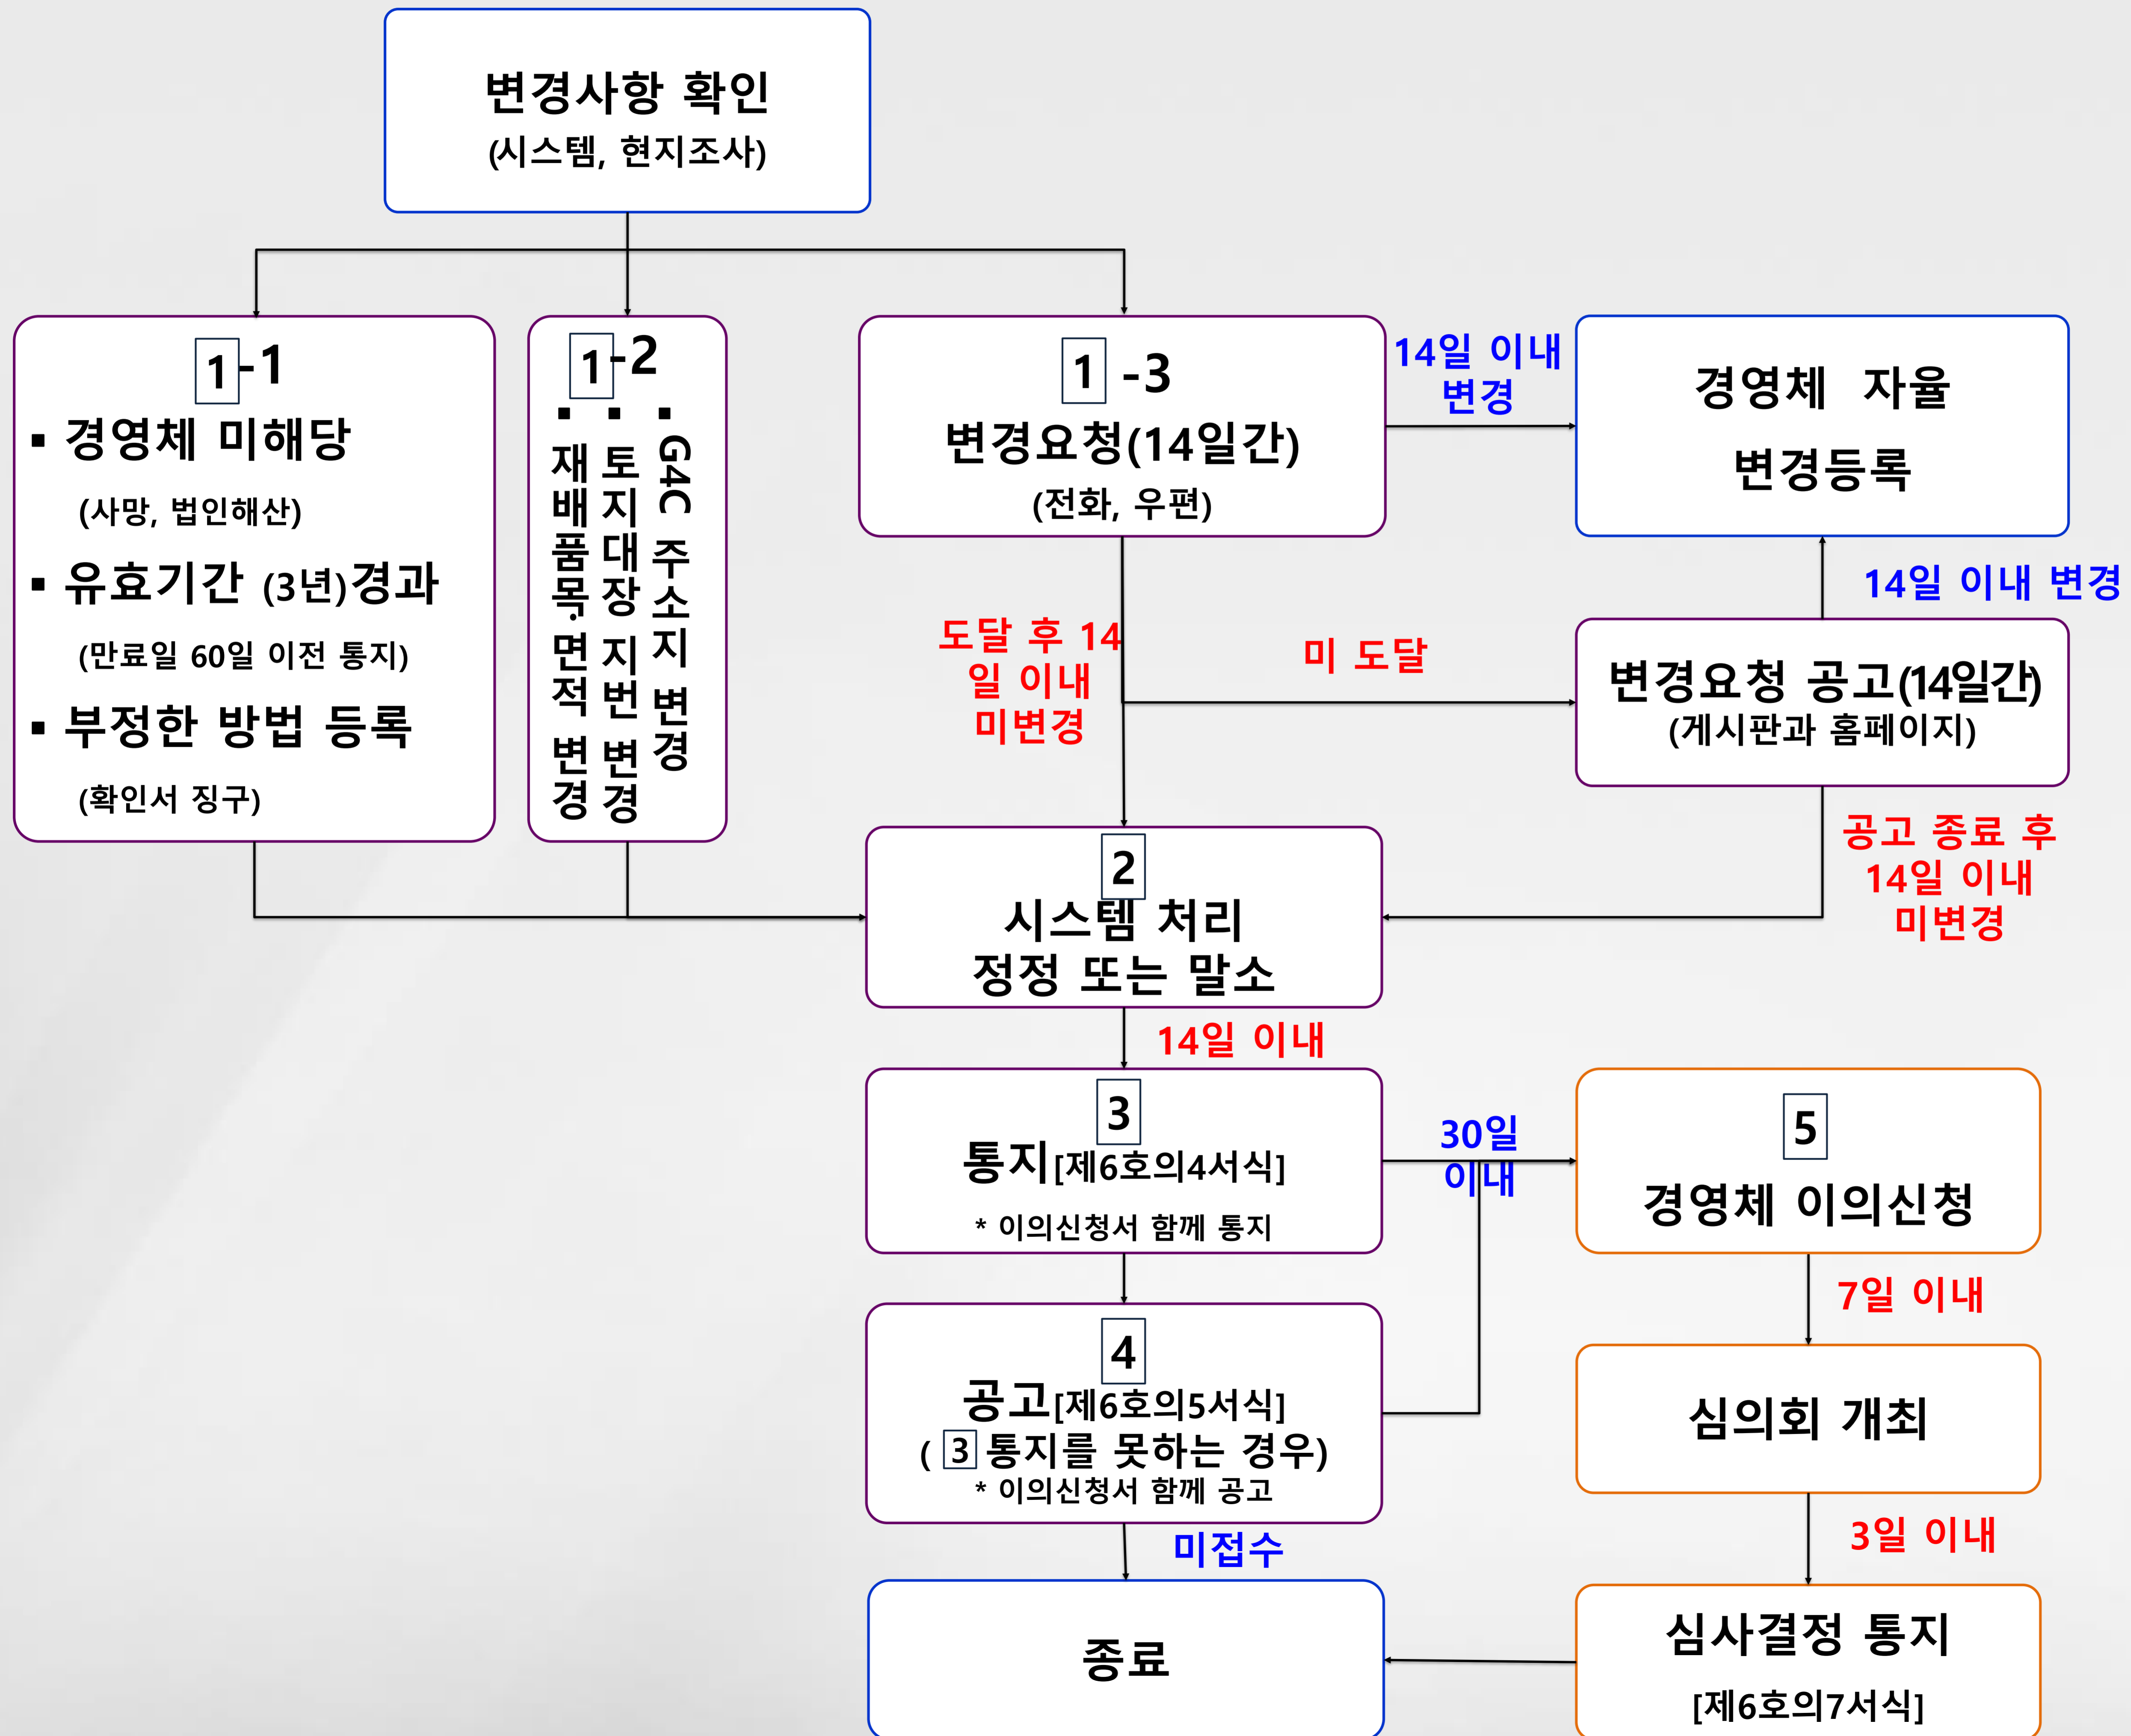 변경사항 확인
(시스템, 현지조사)
1-1
▪ 경영체 미해당
(사망, 법인해산)
▪ 유효기간 (3년)경과
(만료일 60일 이전 통지)
▪ 부정한 방법 등록
(확인서 징구)
1-2
▪ G4C 주소지 변경
▪ 토지대장 지번 변경
▪ 재배품목·면적 변경
1 -3
변경요청(14일간)
(전화, 우편)
14일 이내
변경
경영체 자율
변경등록
14일 이내 변경
도달 후 14
일 이내
미변경
미 도달
변경요청 공고(14일간)
(게시판과 홈페이지)
공고 종료 후
14일 이내
미변경
2
시스템 처리
정정 또는 말소
14일 이내
3
통지[제6호의4서식]
* 이의신청서 함께 통지
30일
이내
5
경영체 이의신청
7일 이내
4
공고[제6호의5서식]
( 3 통지를 못하는 경우)
* 이의신청서 함께 공고
심의회 개최
미접수
3일 이내
종료
심사결정 통지
[제6호의7서식]